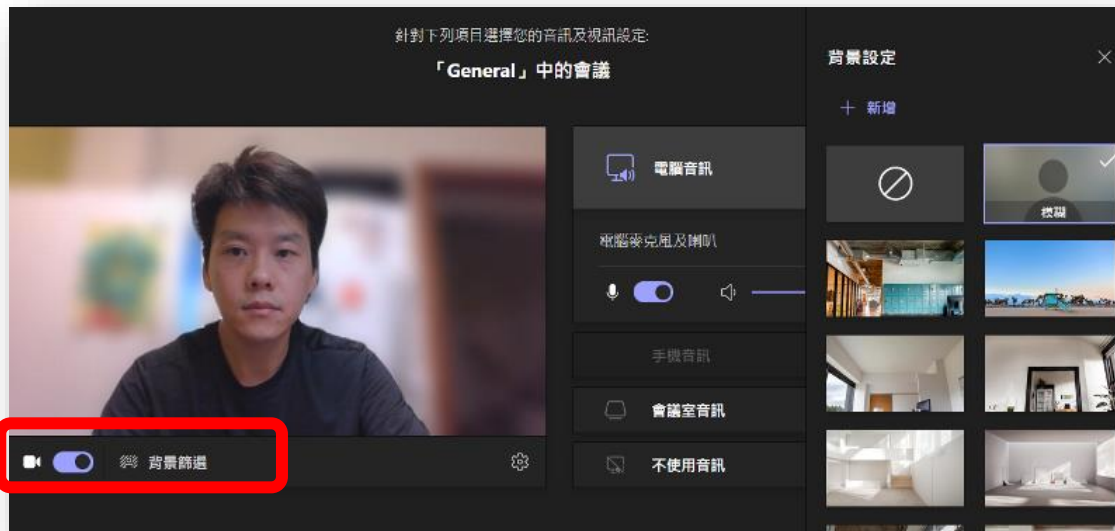 針對下列項目選擇您的音訊及視訊設定:
「General」中的會議
電腦音訊
電腦麥克風及喇叭
手機音訊
會議室音訊
不使用音訊
背景篩選
背景設定
+ 新增
模糊